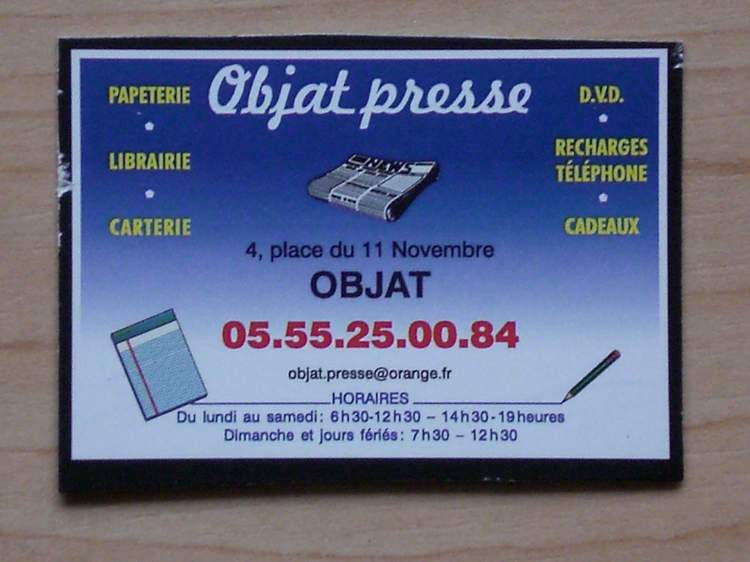 Objat presse
PAPETERIE
LIBRAIRIE
CARTERIE
D.V.D.
RECHARGES
TÉLÉPHONE
CADEAUX
NEWS
4, place du 11 Novembre
OBJAT
05.55.25.00.84
objat.presse@orange.fr
HORAIRES
Du lundi au samedi : 6h30-12h30 – 14h30-19heures
Dimanche et jours fériés : 7h30 – 12h30